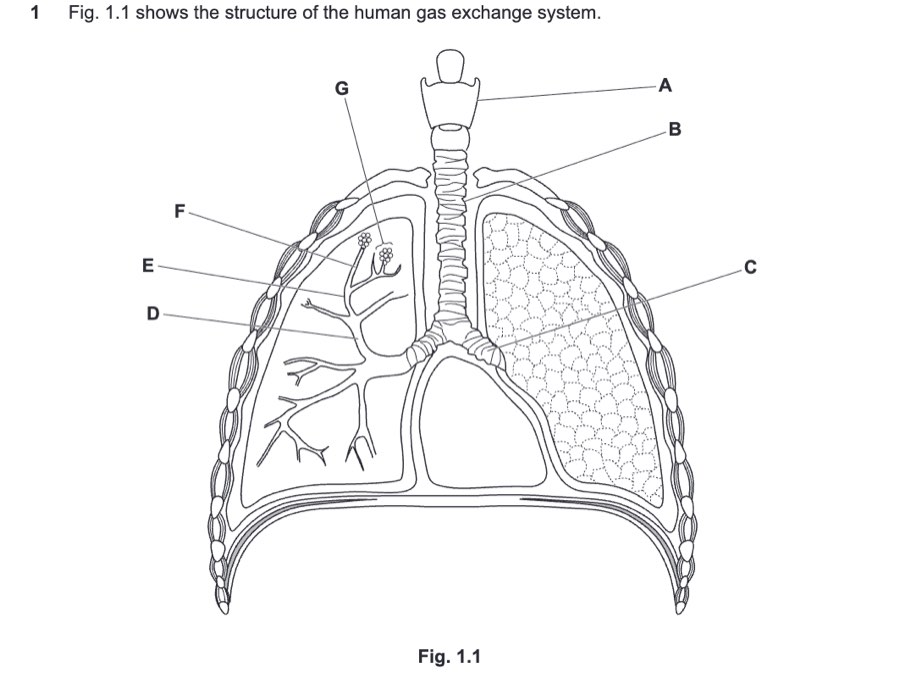 1 Fig. 1.1 shows the structure of the human gas exchange system.
G
A
B
F
E
C
D
Fig. 1.1